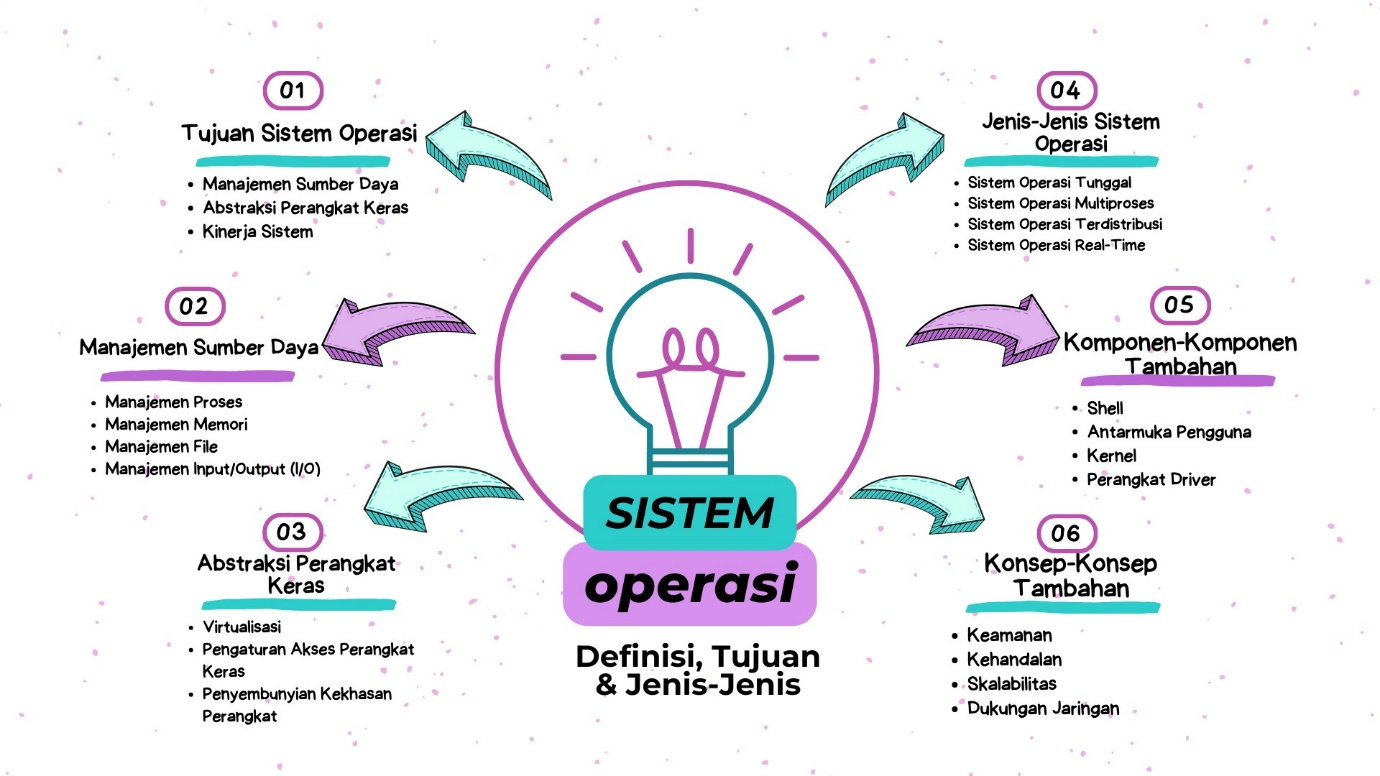 01
Tujuan Sistem Operasi
• Manajemen Sumber Daya
• Abstraksi Perangkat Keras
• Kinerja Sistem
02
Manajemen Sumber Daya
• Manajemen Proses
• Manajemen Memori
• Manajemen File
• Manajemen Input/Output (I/O)
03
Abstraksi Perangkat
Keras
• Virtualisasi
• Pengaturan Akses Perangkat
Keras
• Penyembunyian Kekhasan
Perangkat
SISTEM
operasi
Definisi, Tujuan
& Jenis-Jenis
04
Jenis-Jenis Sistem
Operasi
• Sistem Operasi Tunggal
• Sistem Operasi Multiproses
• Sistem Operasi Terdistribusi
• Sistem Operasi Real-Time
05
Komponen-Komponen
Tambahan
• Shell
• Antarmuka Pengguna
• Kernel
• Perangkat Driver
06
Konsep-Konsep
Tambahan
• Keamanan
• Kehandalan
• Skalabilitas
• Dukungan Jaringan